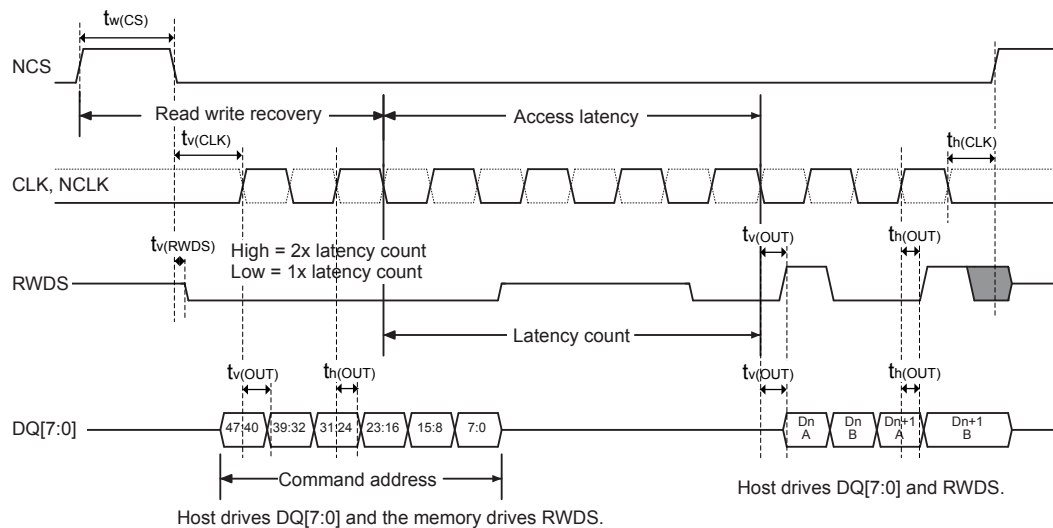 tw(CS)
NCS
Read write recovery
Access latency
tv(CLK)
th(CLK)
CLK, NCLK
tv(RWDS)
High = 2x latency count
Low = 1x latency count
tv(OUT)
th(OUT)
RWDS
Latency count
tv(OUT)
th(OUT)
tv(OUT)
th(OUT)
DQ[7:0]
47:40
39:32
31:24
23:16
15:8
7:0
Dn
A
Dn
B
Dn+1
A
Dn+1
B
Command address
Host drives DQ[7:0] and RWDS.
Host drives DQ[7:0] and the memory drives RWDS.